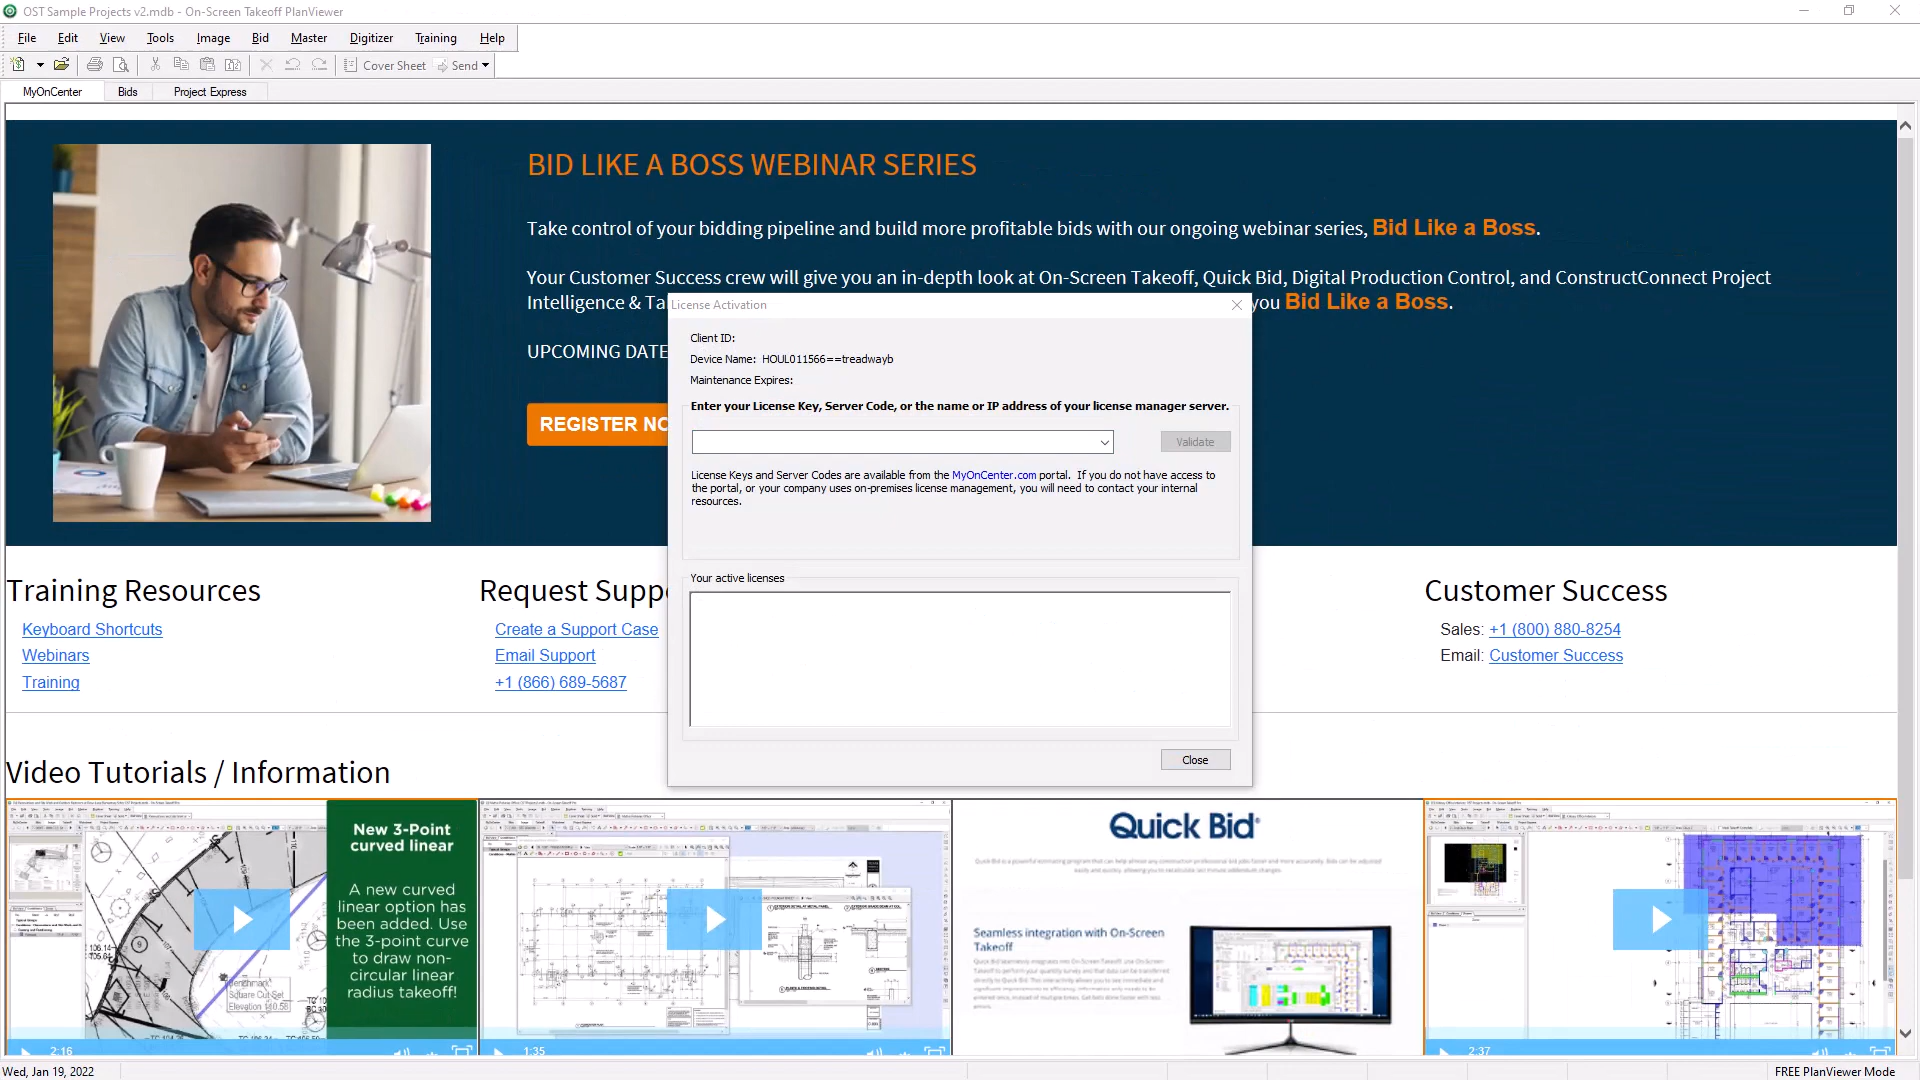 OST Sample Projects v2.mdb - On-Screen Takeoff PlanViewer
File Edit View Tools Image Bid Master Digitizer Training Help
Cover Sheet Send
MyOnCenter Bids Project Express
BID LIKE A BOSS WEBINAR SERIES
Take control of your bidding pipeline and build more profitable bids with our ongoing webinar series, Bid Like a Boss.
Your Customer Success crew will give you an in-depth look at On-Screen Takeoff, Quick Bid, Digital Production Control, and ConstructConnect Project
Intelligence & Ta
you Bid Like a Boss.
UPCOMING DATE
REGISTER NO
License Activation
Client ID:
Device Name: HOUL011566==treadwayb
Maintenance Expires:
Enter your License Key, Server Code, or the name or IP address of your license manager server.
Validate
License Keys and Server Codes are available from the MyOnCenter.com portal. If you do not have access to
the portal, or your company uses on-premises license management, you will need to contact your internal
resources.
Your active licenses
Close
Training Resources
Keyboard Shortcuts
Webinars
Training
Request Supp
Create a Support Case
Email Support
+1 (866) 689-5687
Customer Success
Sales: +1 (800) 880-8254
Email: Customer Success
Video Tutorials / Information
New 3-Point
curved linear
A new curved
linear option has
been added. Use
the 3-point curve
to draw non-
circular linear
radius takeoff!
Benchmark
Square Cut Set
Elevation 140.58
2:16
1:35
Quick Bid
Seamless integration with On-Screen
Takeoff
2:37
Wed, Jan 19, 2022
FREE PlanViewer Mode